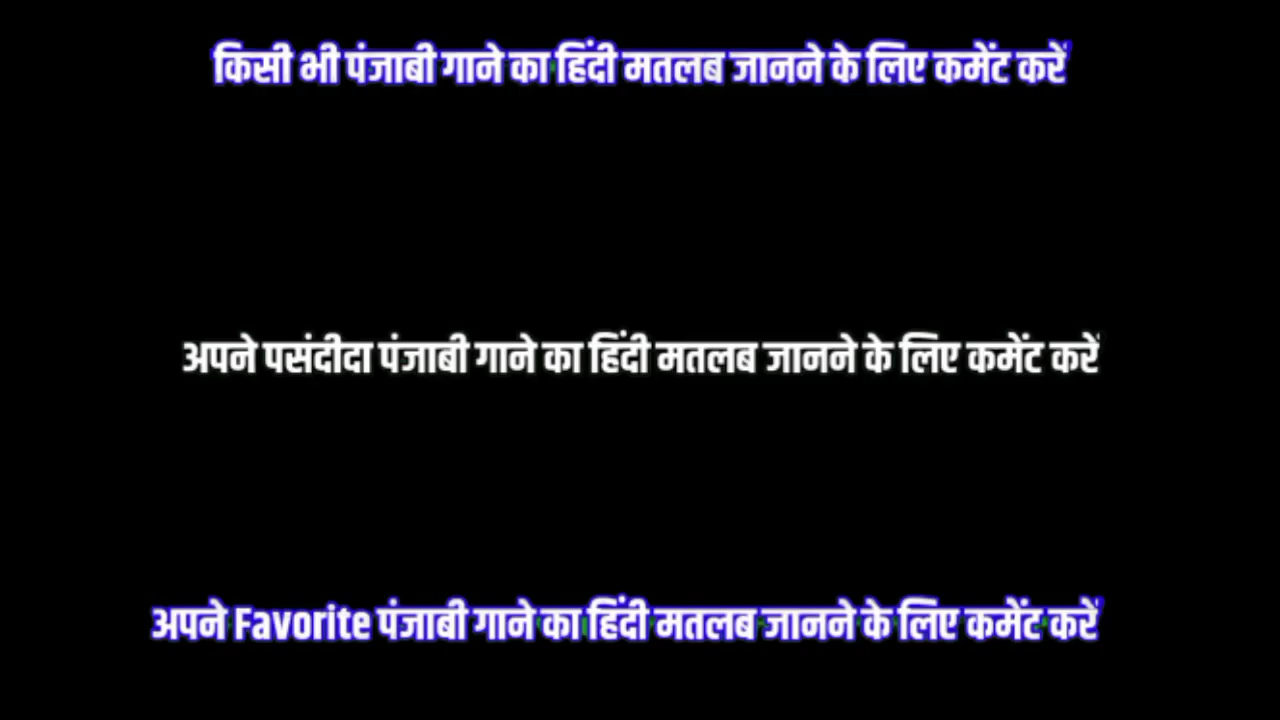 किसी भी पंजाबी गाने का हिंदी मतलब जानने के लिए कमेंट करें
अपने पसंदीदा पंजाबी गाने का हिंदी मतलब जानने के लिए कमेंट करें
अपने Favorite पंजाबी गाने का हिंदी मतलब जानने के लिए कमेंट करें